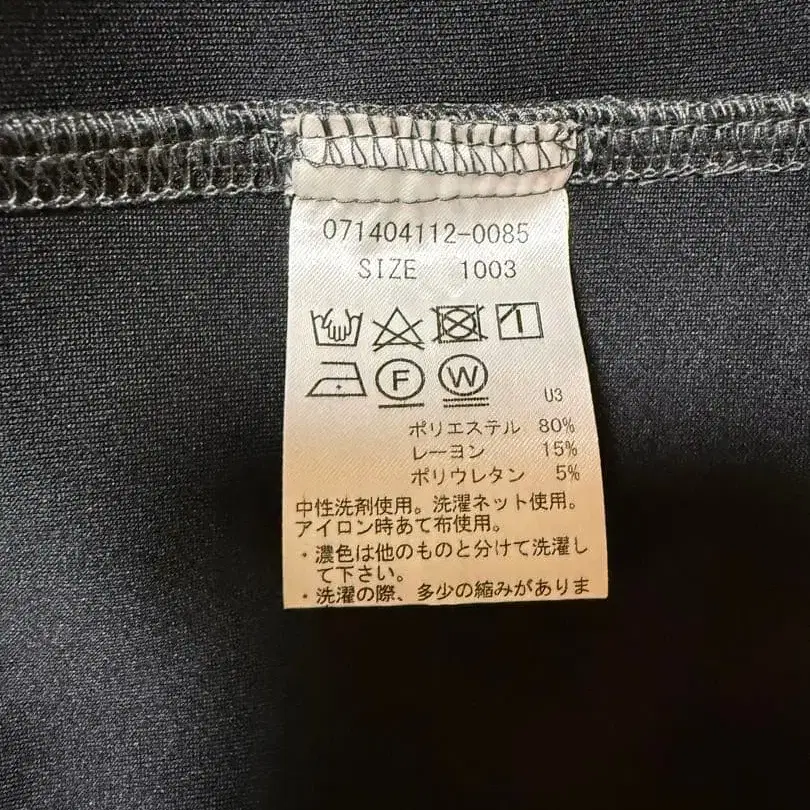 071404112-0085
SIZE 1003
F W
U3
ポリエステル 80%
レーヨン 15%
ポリウレタン 5%
中性洗剤使用。洗濯ネット使用。
アイロン時あて布使用。
・濃色は他のものと分けて洗濯し
て下さい。
・洗濯の際、多少の縮みがありま